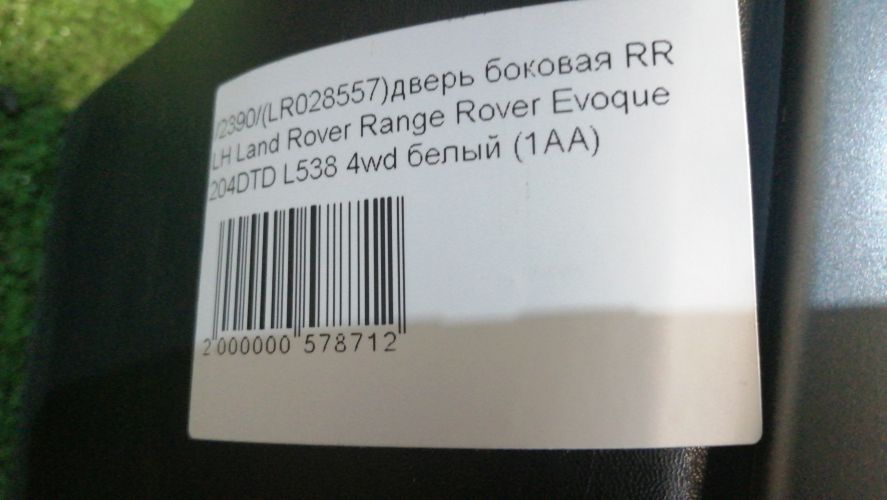 /2390/(LR028557)дверь боковая RR
LH Land Rover Range Rover Evoque
204DTD L538 4wd белый (1AA)
2 000000 578712